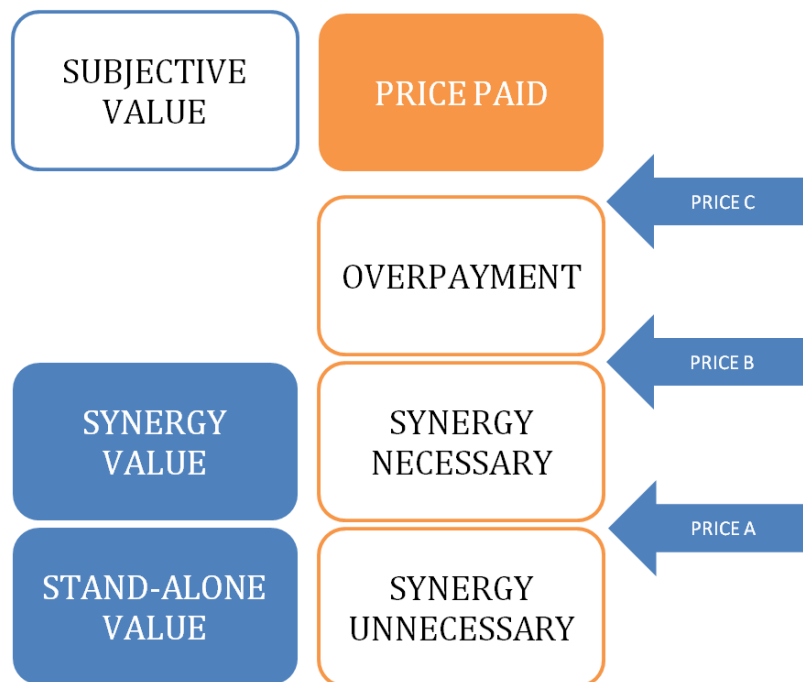 SUBJECTIVE
VALUE
PRICE PAID
PRICE C
OVERPAYMENT
PRICE B
SYNERGY
VALUE
SYNERGY
NECESSARY
PRICE A
STAND-ALONE
VALUE
SYNERGY
UNNECESSARY